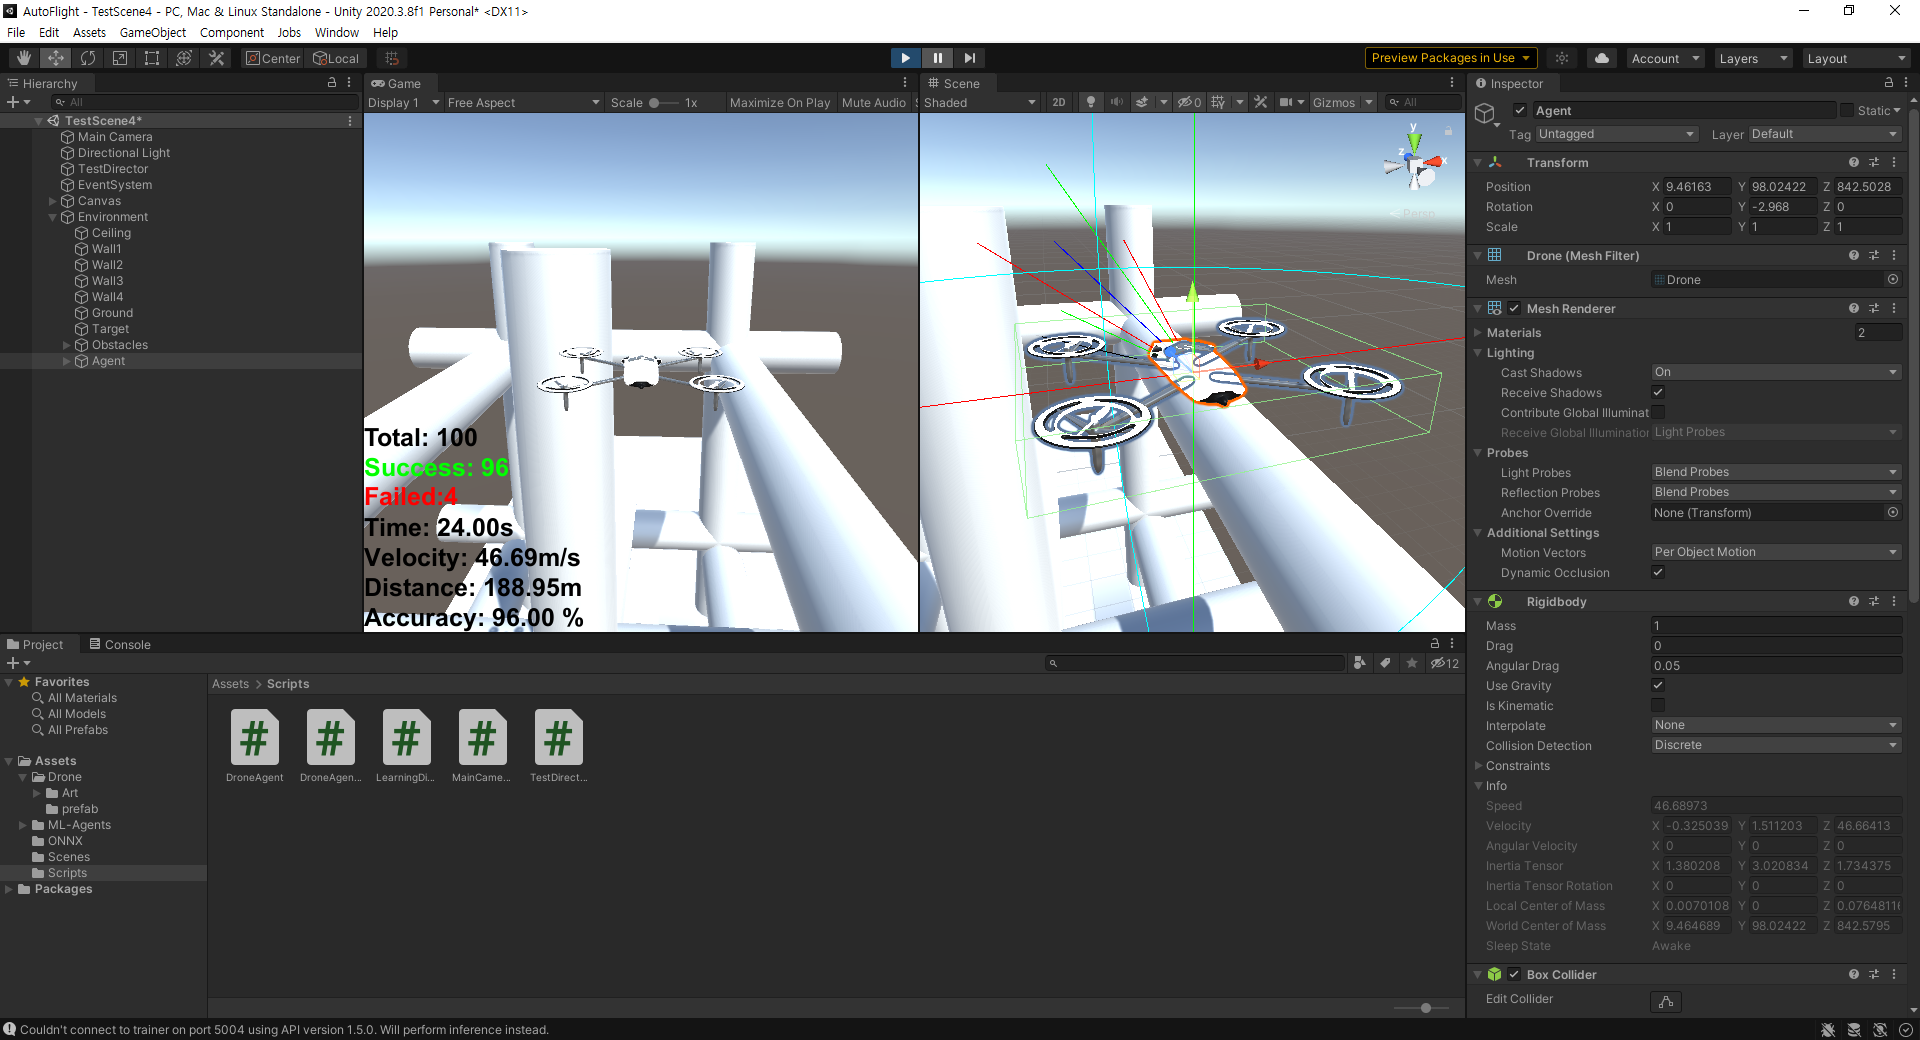 AutoFlight - TestScene4 - PC, Mac & Linux Standalone - Unity 2020.3.8f1 Personal* <DX11>
File Edit Assets GameObject Component Jobs Window Help
Center Local
Preview Packages in Use Account Layers Layout
Hierarchy
All
TestScene4*
Main Camera
Directional Light
TestDirector
EventSystem
Canvas
Environment
Ceiling
Wall1
Wall2
Wall3
Wall4
Ground
Target
Obstacles
Agent
Game
Display 1 Free Aspect Scale 1x Maximize On Play Mute Audio
Total: 100
Success: 96
Failed:4
Time: 24.00s
Velocity: 46.69m/s
Distance: 188.95m
Accuracy: 96.00 %
Scene
Shaded 2D 0 Gizmos All
y
z x
Persp
Inspector
Agent Static
Tag Untagged Layer Default
Transform
Position X 9.46163 Y 98.02422 Z 842.5028
Rotation X 0 Y -2.968 Z 0
Scale X 1 Y 1 Z 1
Drone (Mesh Filter)
Mesh Drone
Mesh Renderer
Materials 2
Lighting
Cast Shadows On
Receive Shadows
Contribute Global Illuminat
Receive Global Illumination Light Probes
Probes
Light Probes Blend Probes
Reflection Probes Blend Probes
Anchor Override None (Transform)
Additional Settings
Motion Vectors Per Object Motion
Dynamic Occlusion
Rigidbody
Mass 1
Drag 0
Angular Drag 0.05
Use Gravity
Is Kinematic
Interpolate None
Collision Detection Discrete
Constraints
Info
Speed 46.68973
Velocity X -0.325039 Y 1.511203 Z 46.66413
Angular Velocity X 0 Y 0 Z 0
Inertia Tensor X 1.380208 Y 3.020834 Z 1.734375
Inertia Tensor Rotation X 0 Y 0 Z 0
Local Center of Mass X 0.0070108 Y 0 Z 0.0764811
World Center of Mass X 9.464689 Y 98.02422 Z 842.5795
Sleep State Awake
Box Collider
Edit Collider
Project Console
12
Favorites
All Materials
All Models
All Prefabs
Assets
Drone
Art
prefab
ML-Agents
ONNX
Scenes
Scripts
Packages
Assets > Scripts
# # # # #
DroneAgent DroneAgen... LearningDi... MainCame... TestDirect...
Couldn't connect to trainer on port 5004 using API version 1.5.0. Will perform inference instead.